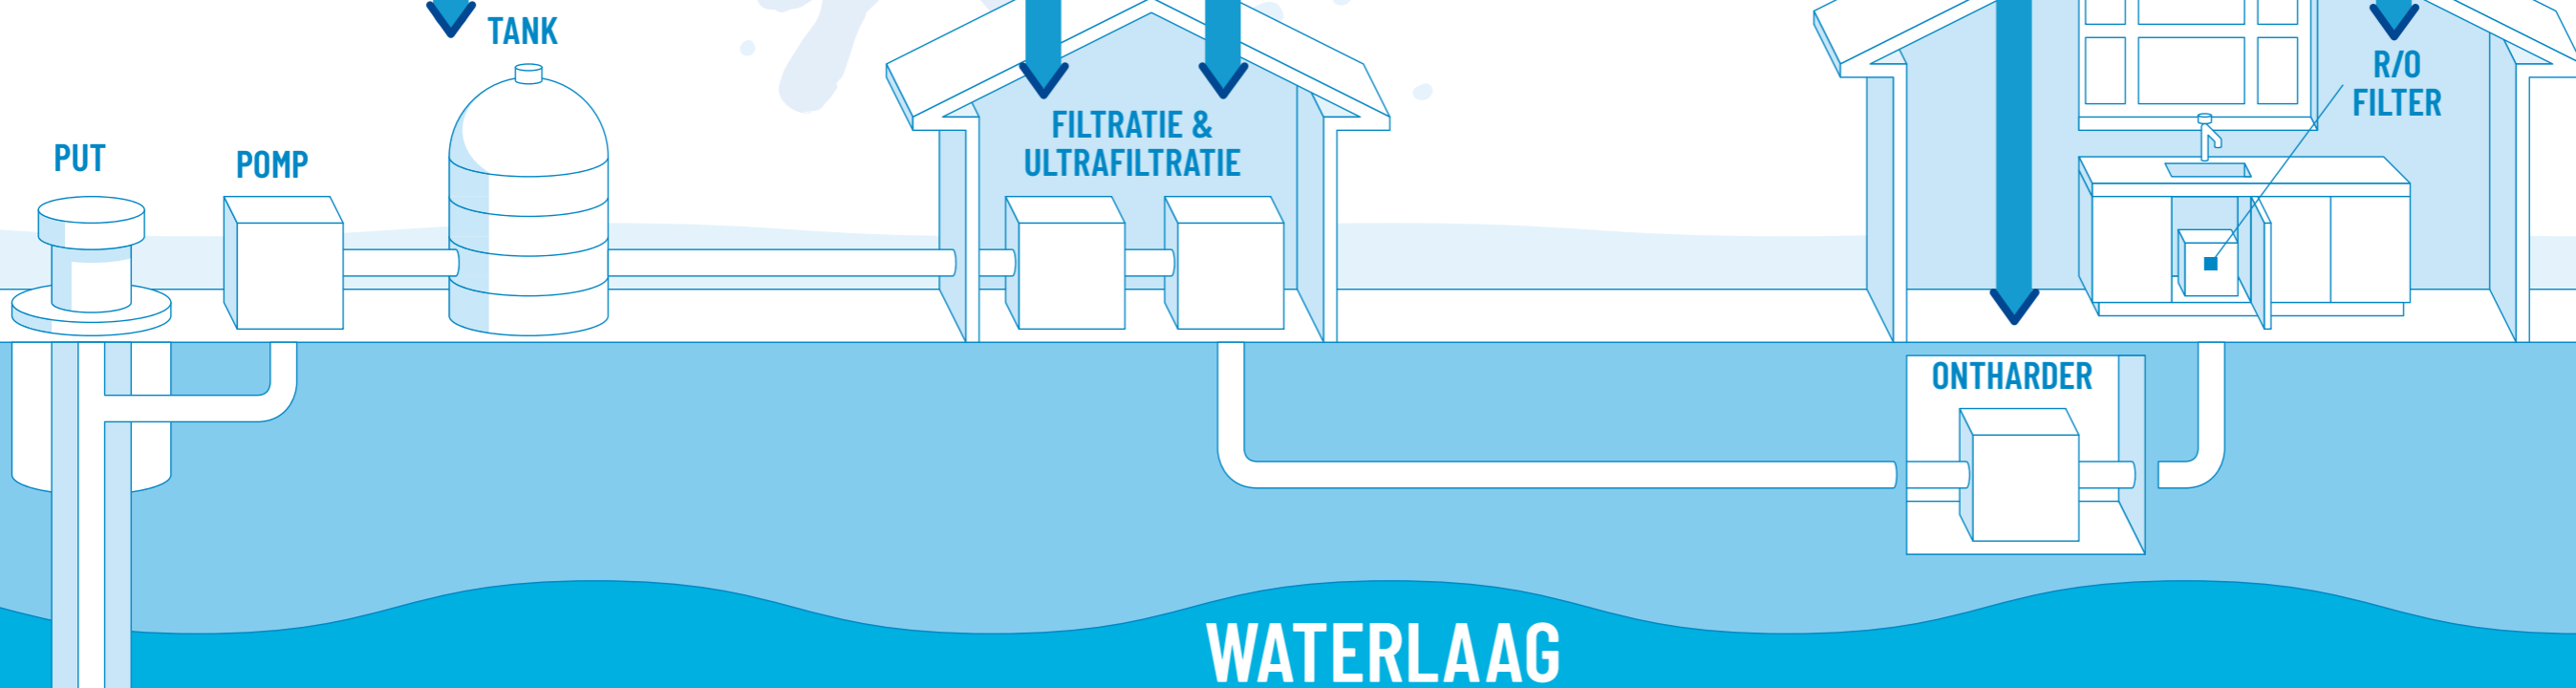 TANK
PUT
POMP
FILTRATIE &
ULTRAFILTRATIE
R/O
FILTER
ONTHARDER
WATERLAAG